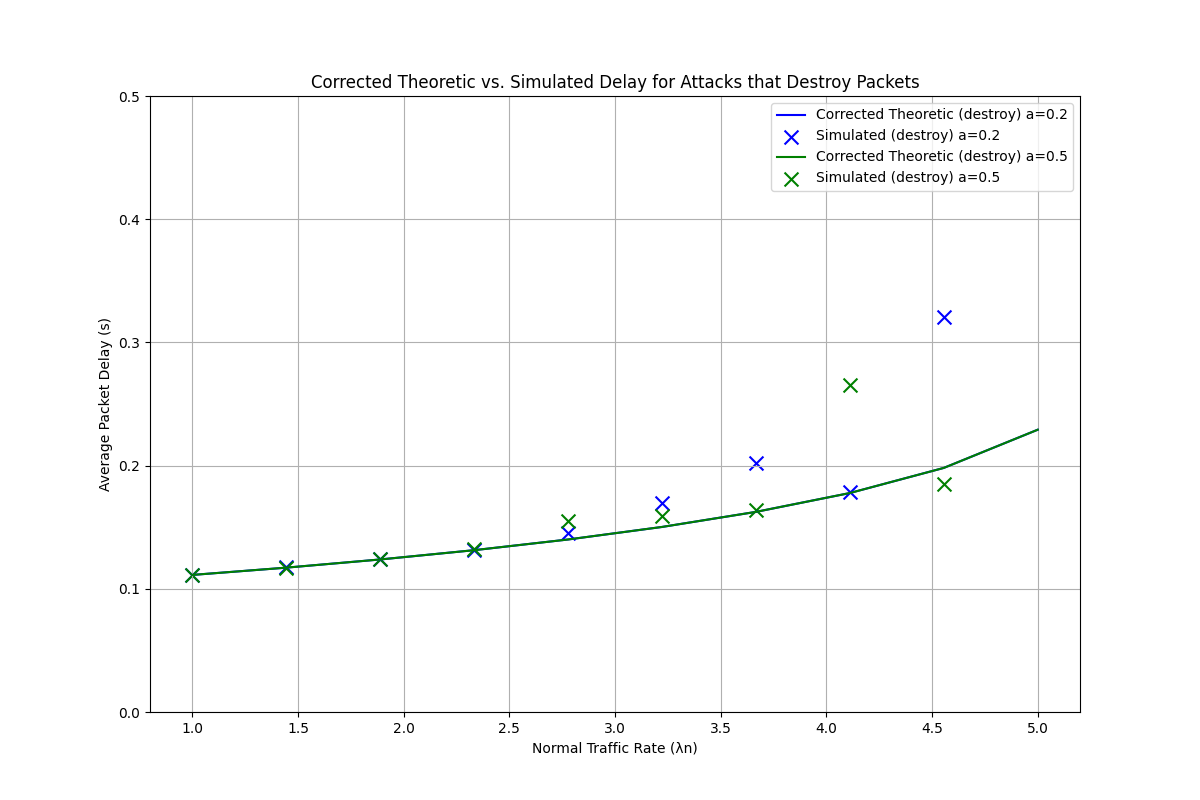 Corrected Theoretic vs. Simulated Delay for Attacks that Destroy Packets
Corrected Theoretic (destroy) a=0.2
Simulated (destroy) a=0.2
Corrected Theoretic (destroy) a=0.5
Simulated (destroy) a=0.5
Average Packet Delay (s)
0.5
0.4
0.3
0.2
0.1
0.0
1.0 1.5 2.0 2.5 3.0 3.5 4.0 4.5 5.0
Normal Traffic Rate (λn)